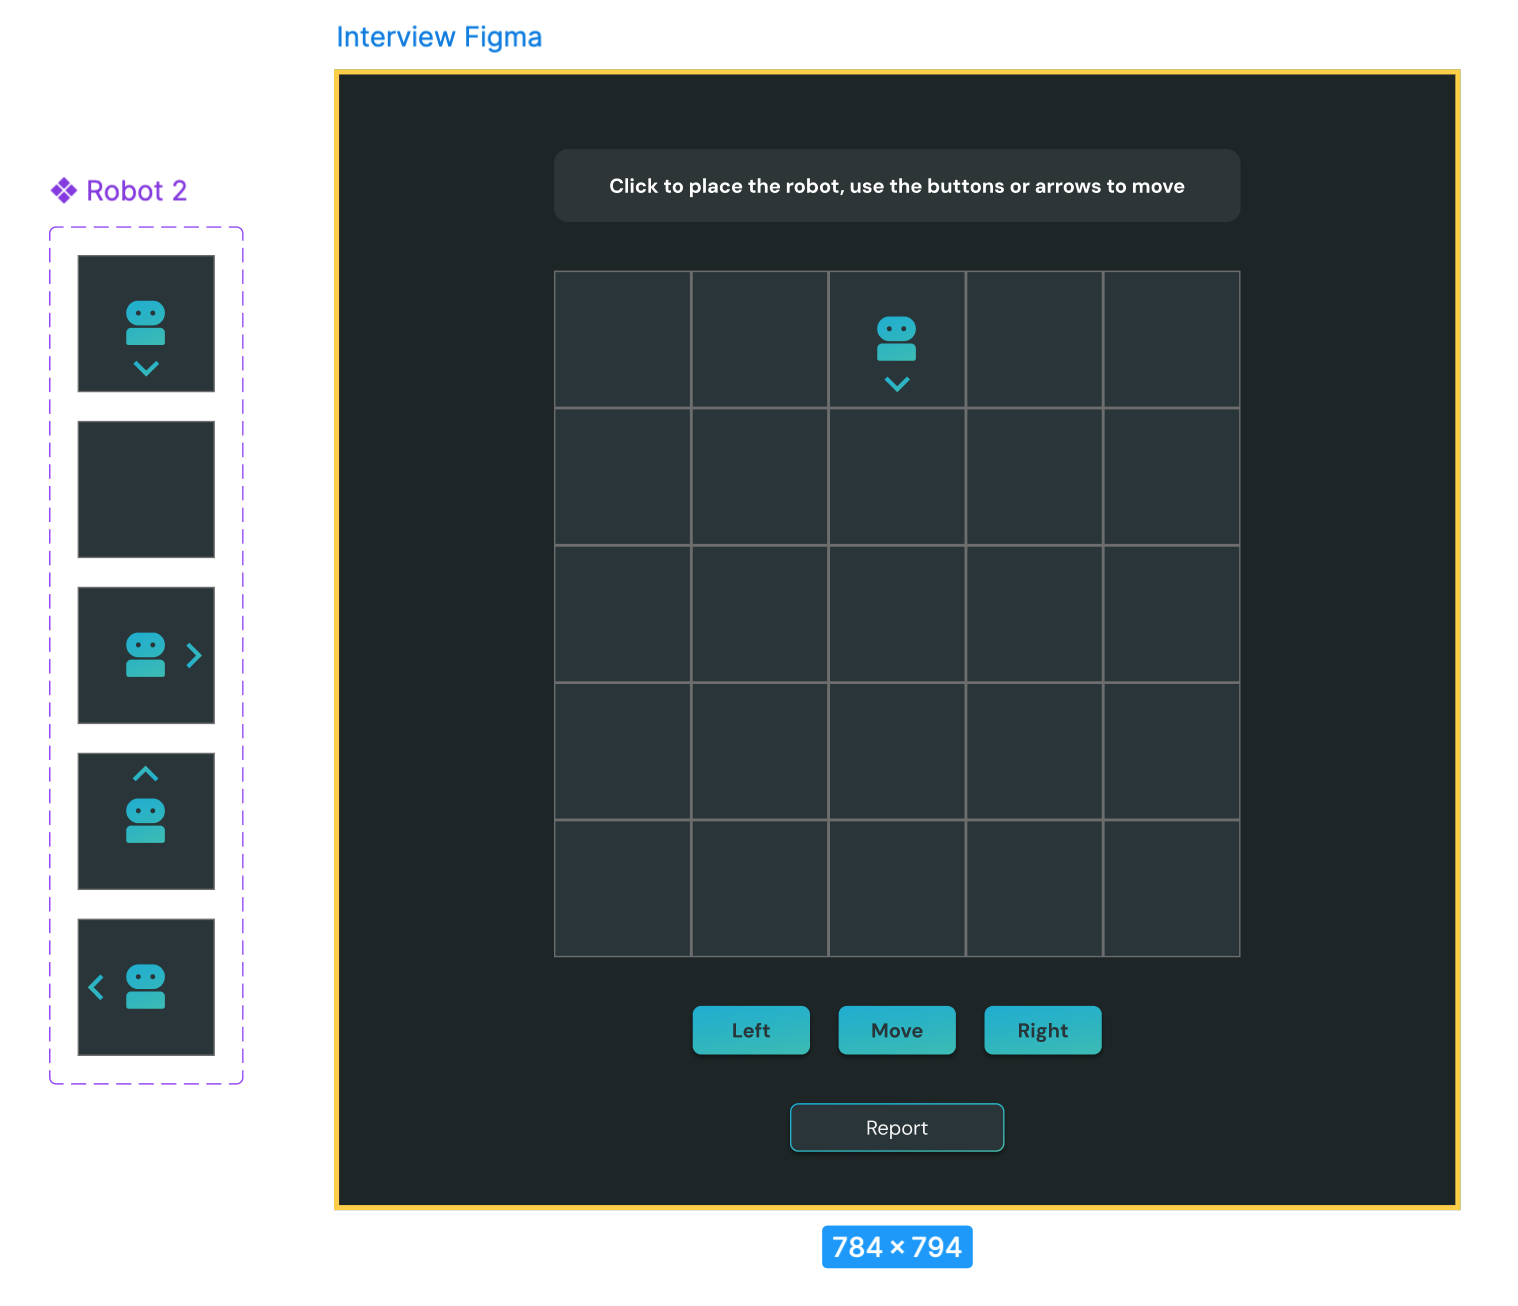 Interview Figma
Robot 2
Click to place the robot, use the buttons or arrows to move
Left
Move
Right
Report
784 × 794